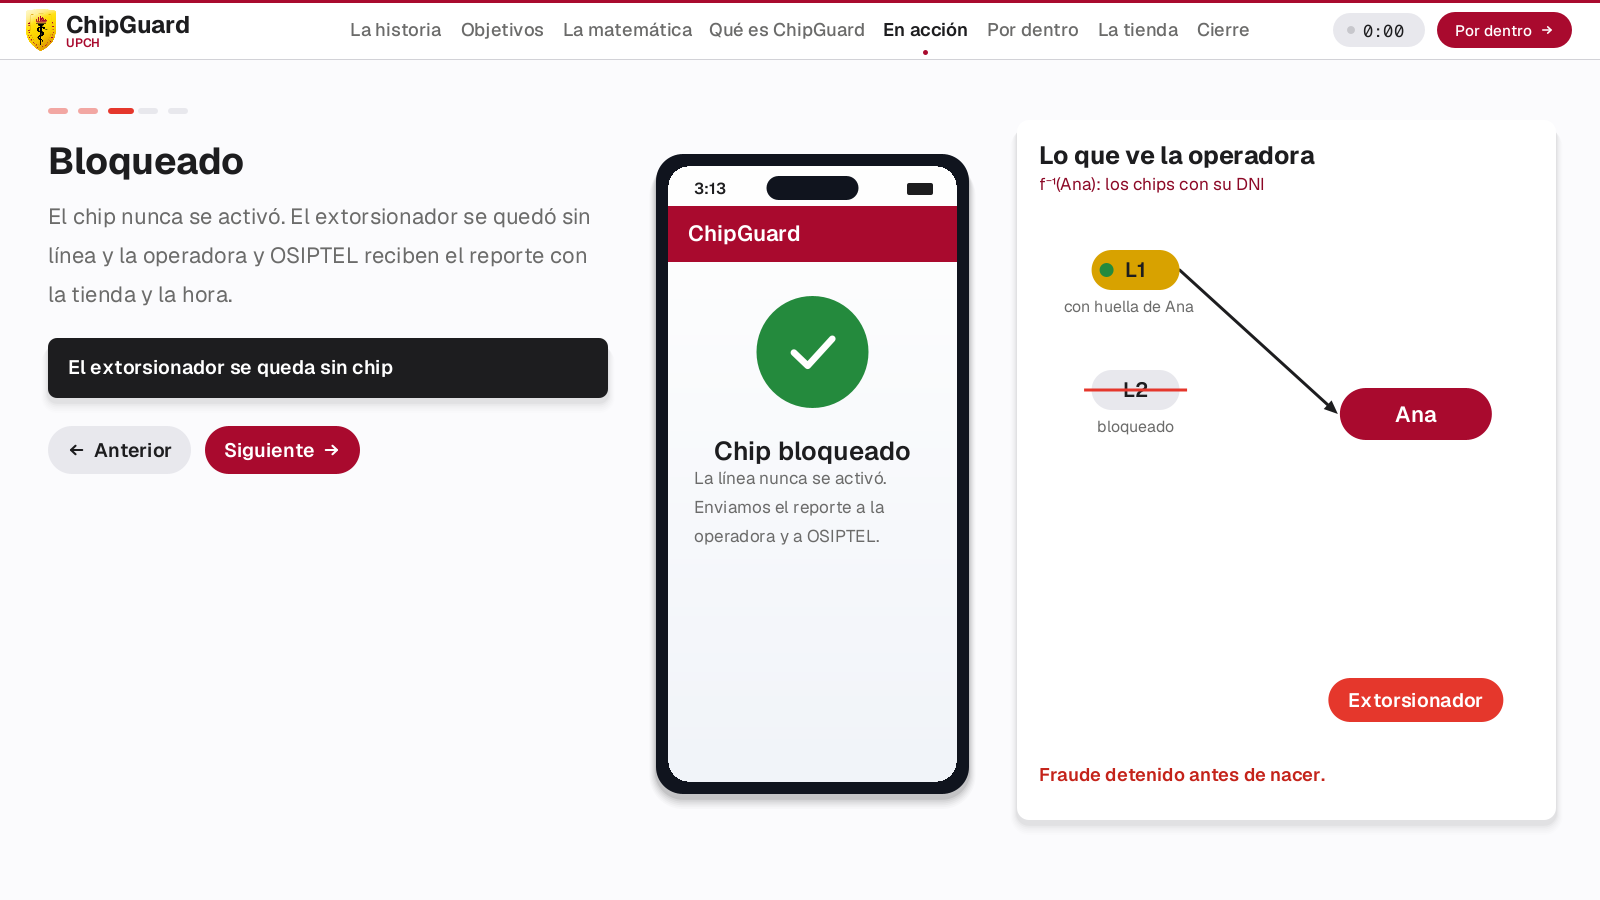 ChipGuard
UPCH
La historia
Objetivos
La matemática
Qué es ChipGuard
En acción
Por dentro
La tienda
Cierre
0:00
Por dentro →
Bloqueado
El chip nunca se activó. El extorsionador se quedó sin
línea y la operadora y OSIPTEL reciben el reporte con
la tienda y la hora.
El extorsionador se queda sin chip
← Anterior
Siguiente →
3:13
ChipGuard
Chip bloqueado
La línea nunca se activó.
Enviamos el reporte a la
operadora y a OSIPTEL.
Lo que ve la operadora
f⁻¹(Ana): los chips con su DNI
L1
con huella de Ana
L2
bloqueado
Ana
Extorsionador
Fraude detenido antes de nacer.